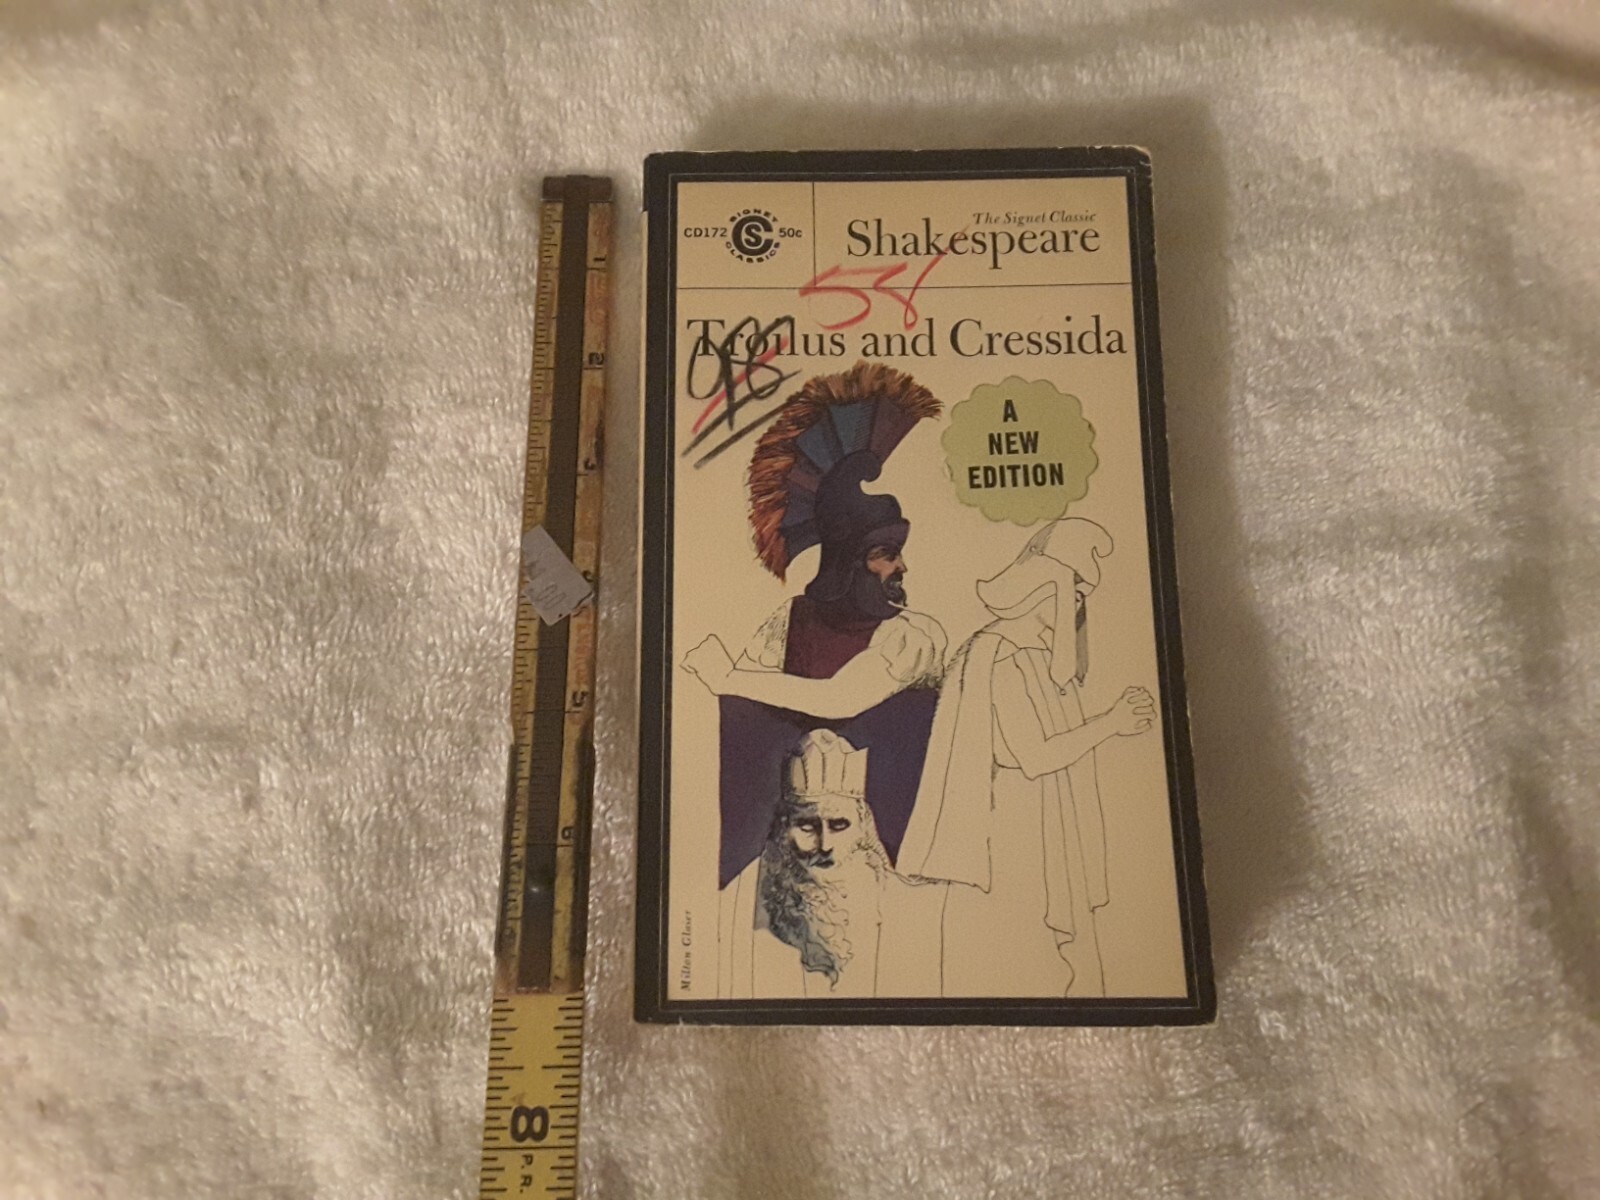 CD172 SIGNET CLASSICS CS 50c
The Signet Classic
Shakespeare
58
Troilus and Cressida
A
NEW
EDITION
Milton Glaser
1
2
3
5
6
8
P.R.